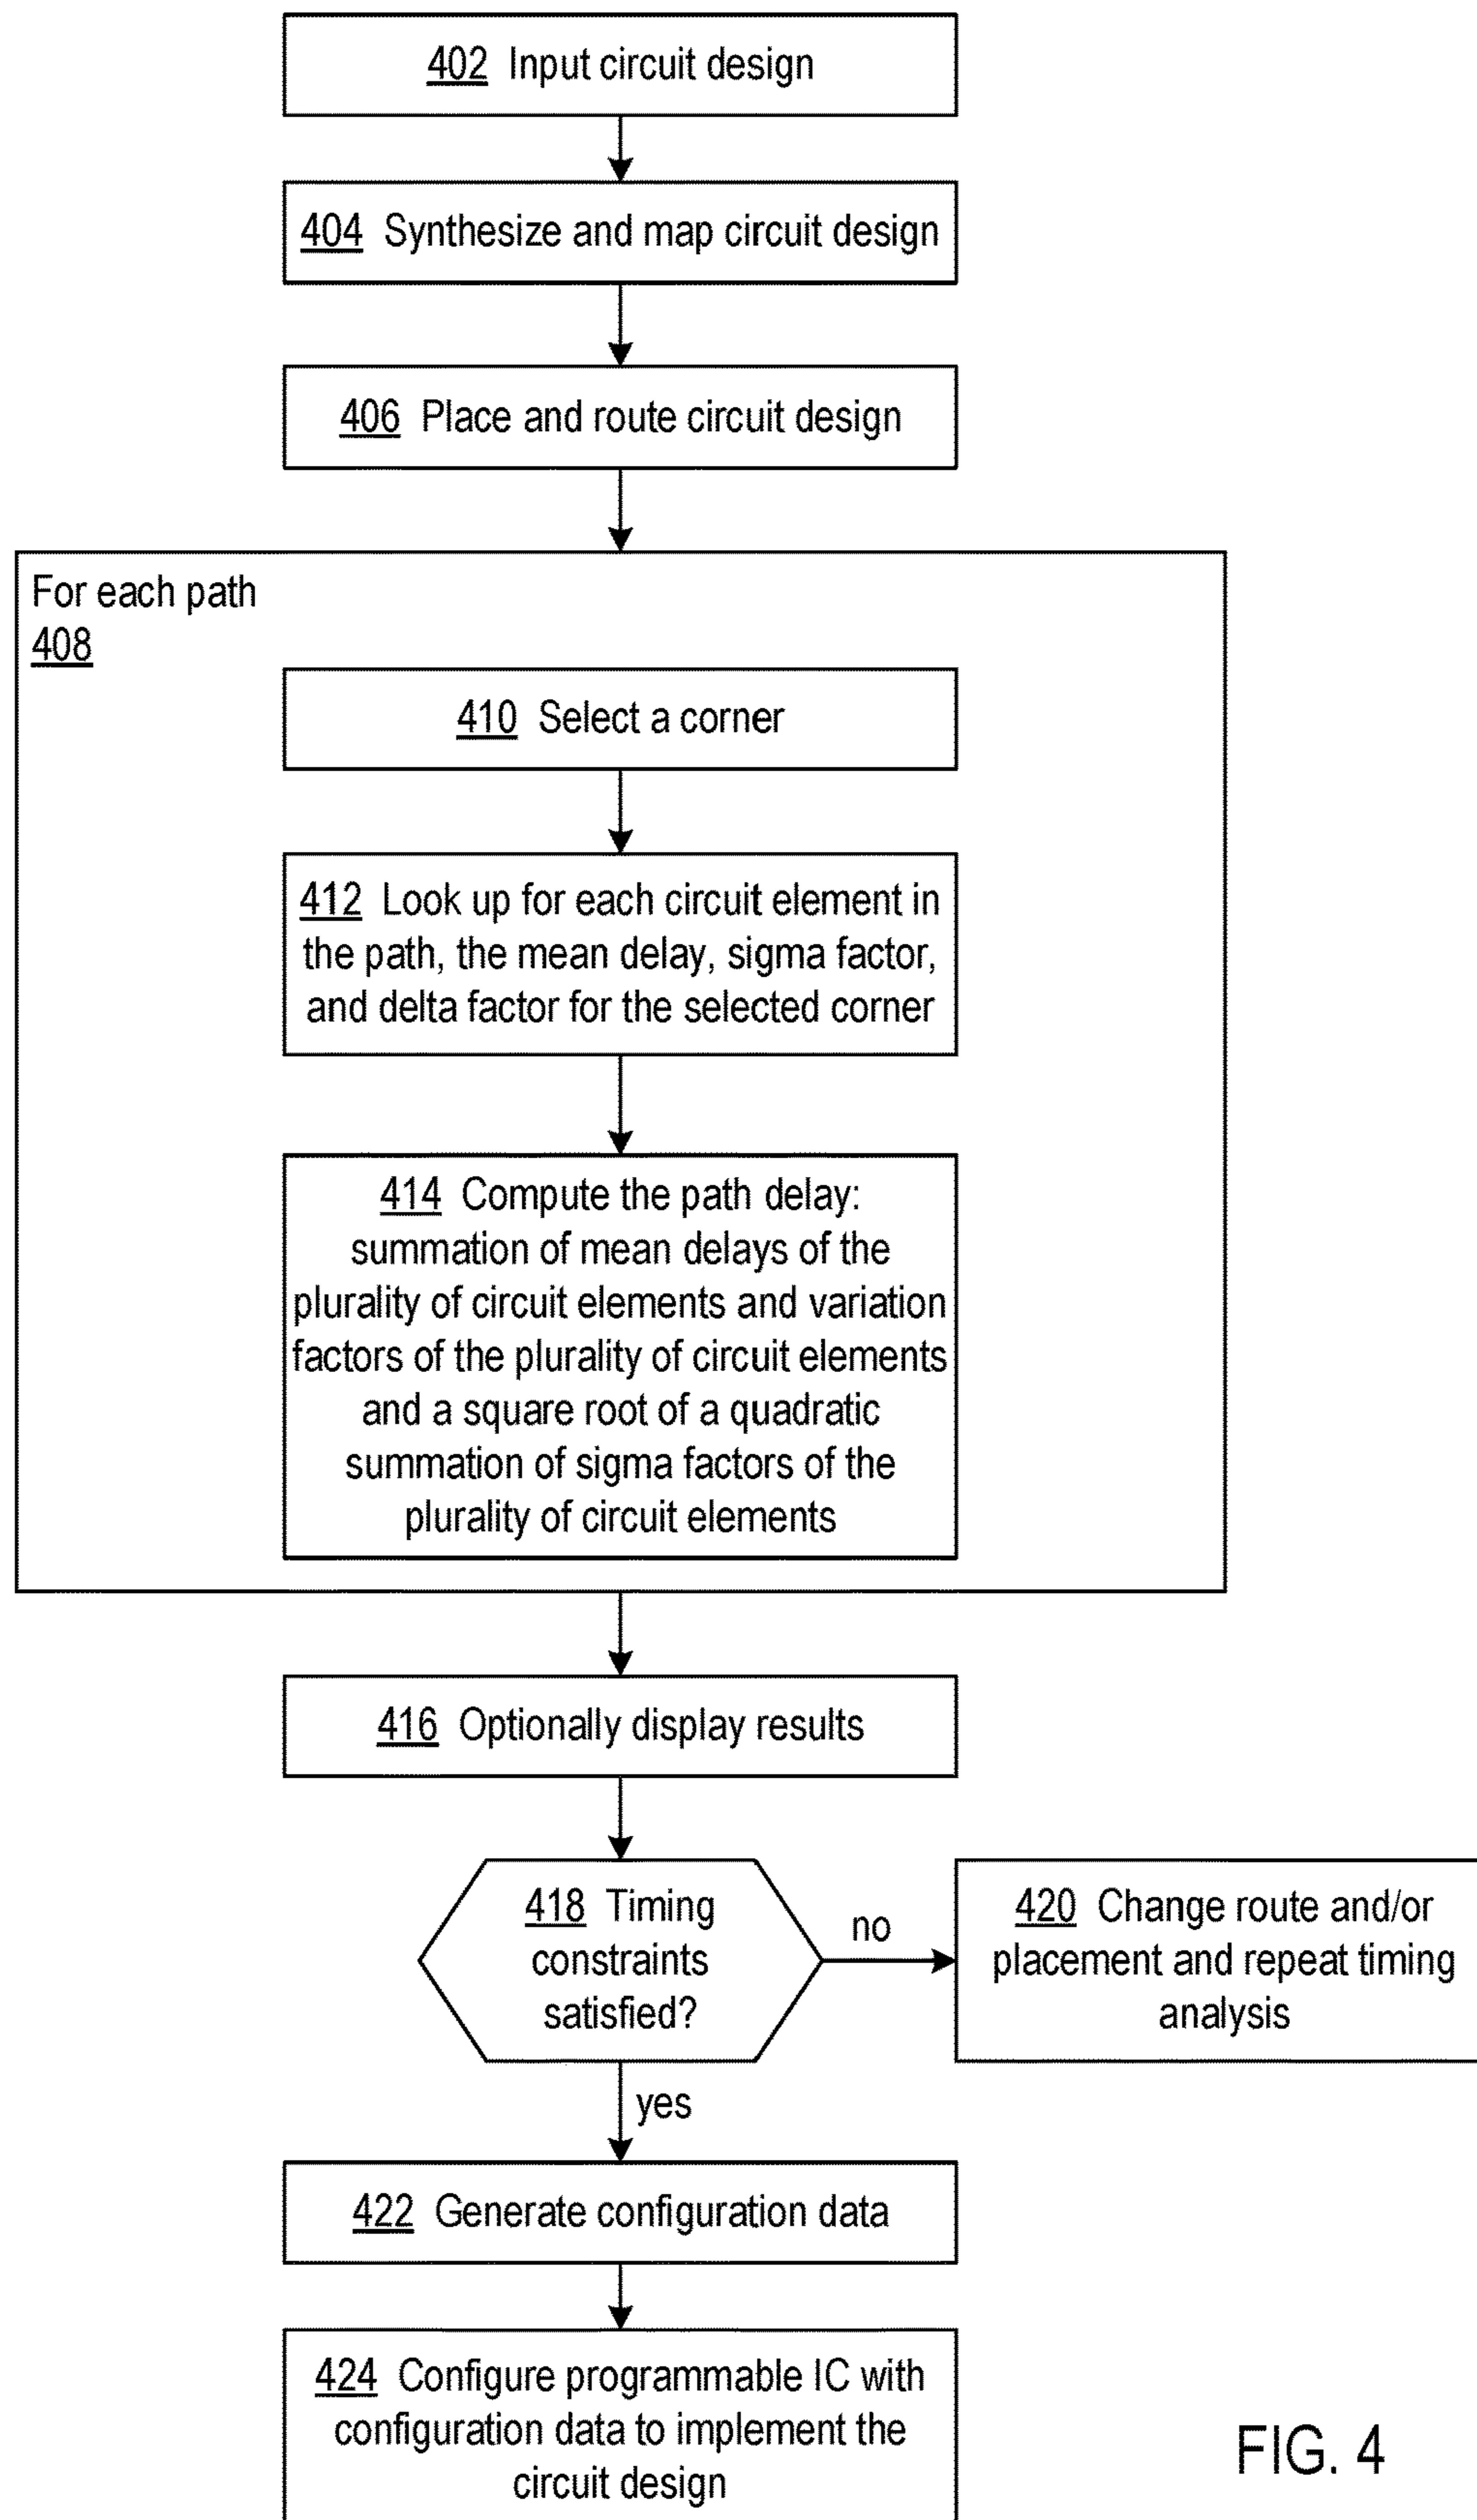 402 Input circuit design
404 Synthesize and map circuit design
406 Place and route circuit design
For each path
408
410 Select a corner
412 Look up for each circuit element in
the path, the mean delay, sigma factor,
and delta factor for the selected corner
414 Compute the path delay:
summation of mean delays of the
plurality of circuit elements and variation
factors of the plurality of circuit elements
and a square root of a quadratic
summation of sigma factors of the
plurality of circuit elements
416 Optionally display results
418 Timing
constraints
satisfied?
no
420 Change route and/or
placement and repeat timing
analysis
yes
422 Generate configuration data
424 Configure programmable IC with
configuration data to implement the
circuit design
FIG. 4